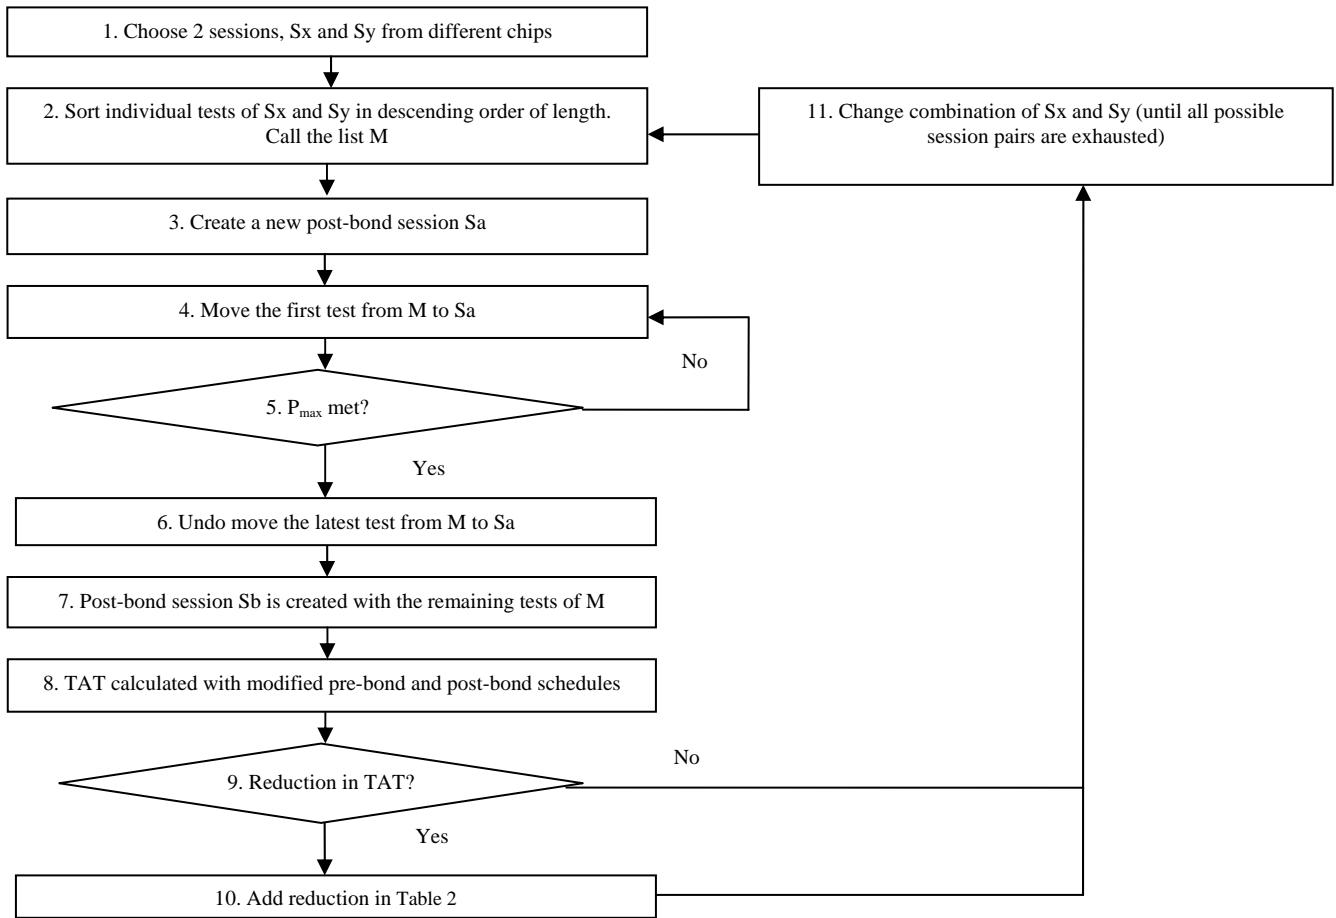 1. Choose 2 sessions, Sx and Sy from different chips
2. Sort individual tests of Sx and Sy in descending order of length.
Call the list M
11. Change combination of Sx and Sy (until all possible
session pairs are exhausted)
3. Create a new post-bond session Sa
4. Move the first test from M to Sa
No
5. Pmax met?
Yes
6. Undo move the latest test from M to Sa
7. Post-bond session Sb is created with the remaining tests of M
8. TAT calculated with modified pre-bond and post-bond schedules
No
9. Reduction in TAT?
Yes
10. Add reduction in Table 2